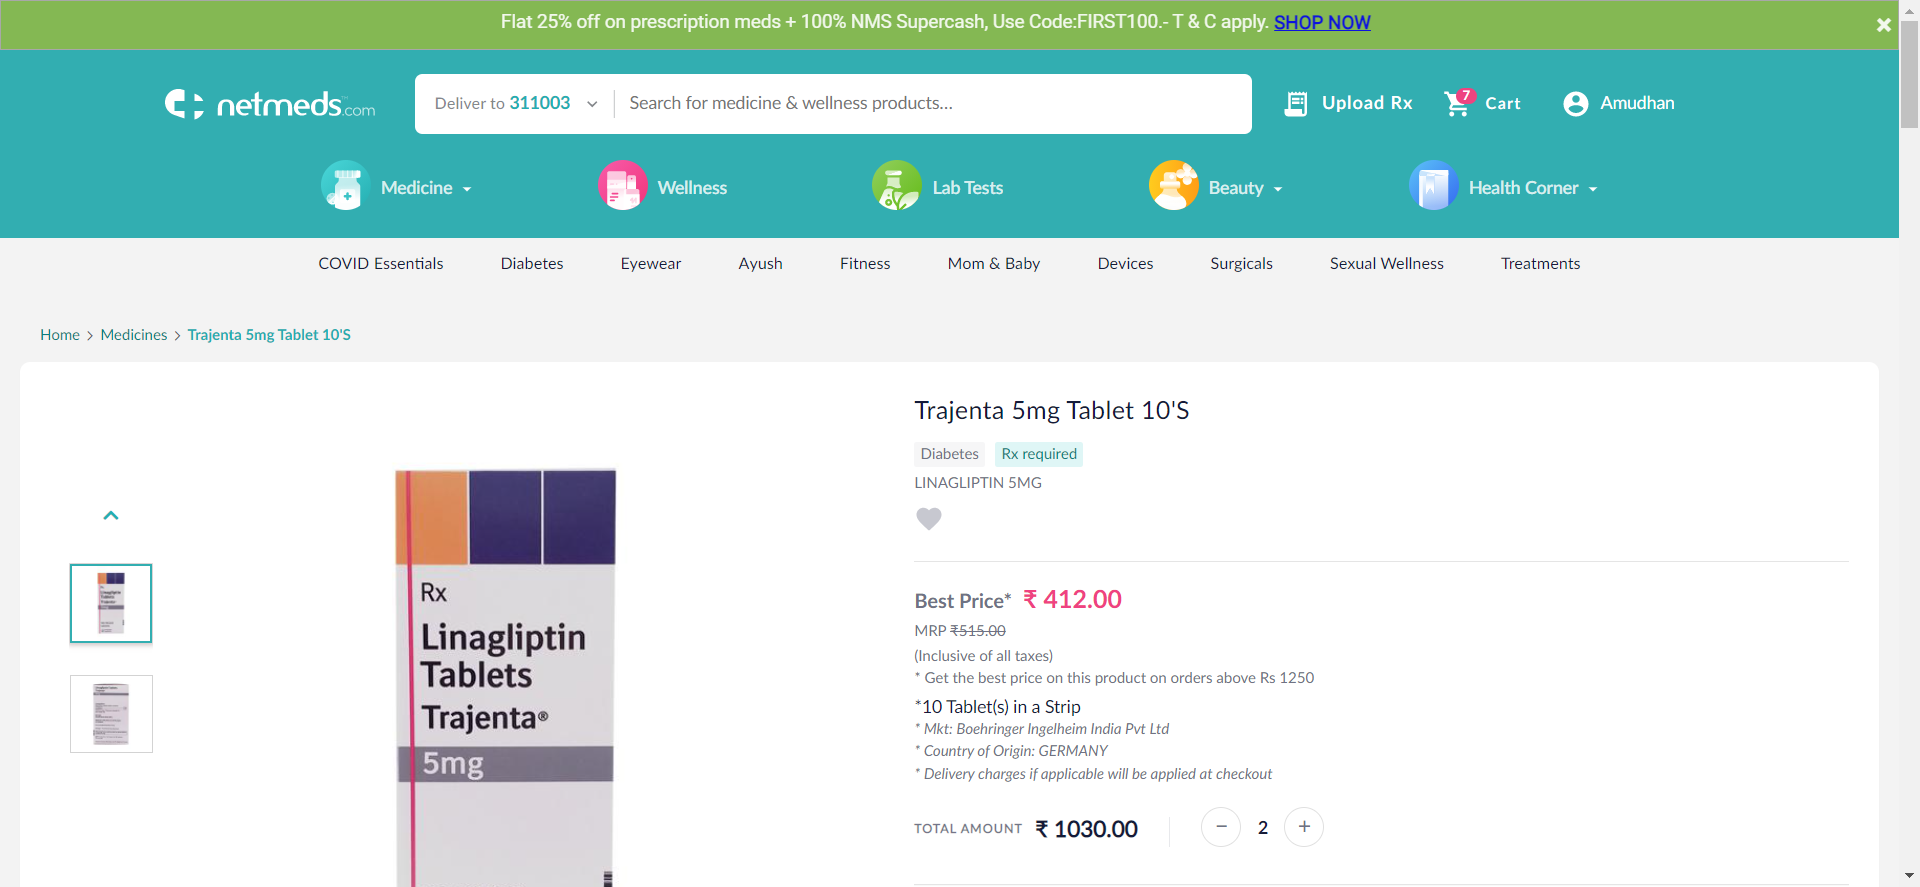 Flat 25% off on prescription meds + 100% NMS Supercash, Use Code:FIRST100.- T & C apply. SHOP NOW
netmeds.com
Deliver to 311003
Search for medicine & wellness products...
Upload Rx
7
Cart
Amudhan
Medicine
Wellness
Lab Tests
Beauty
Health Corner
COVID Essentials
Diabetes
Eyewear
Ayush
Fitness
Mom & Baby
Devices
Surgicals
Sexual Wellness
Treatments
Home > Medicines > Trajenta 5mg Tablet 10'S
Rx
Linagliptin
Tablets
Trajenta®
5mg
Trajenta 5mg Tablet 10'S
Diabetes Rx required
LINAGLIPTIN 5MG
Best Price* ₹ 412.00
MRP ₹515.00
(Inclusive of all taxes)
* Get the best price on this product on orders above Rs 1250
*10 Tablet(s) in a Strip
* Mkt: Boehringer Ingelheim India Pvt Ltd
* Country of Origin: GERMANY
* Delivery charges if applicable will be applied at checkout
TOTAL AMOUNT ₹ 1030.00 − 2 +